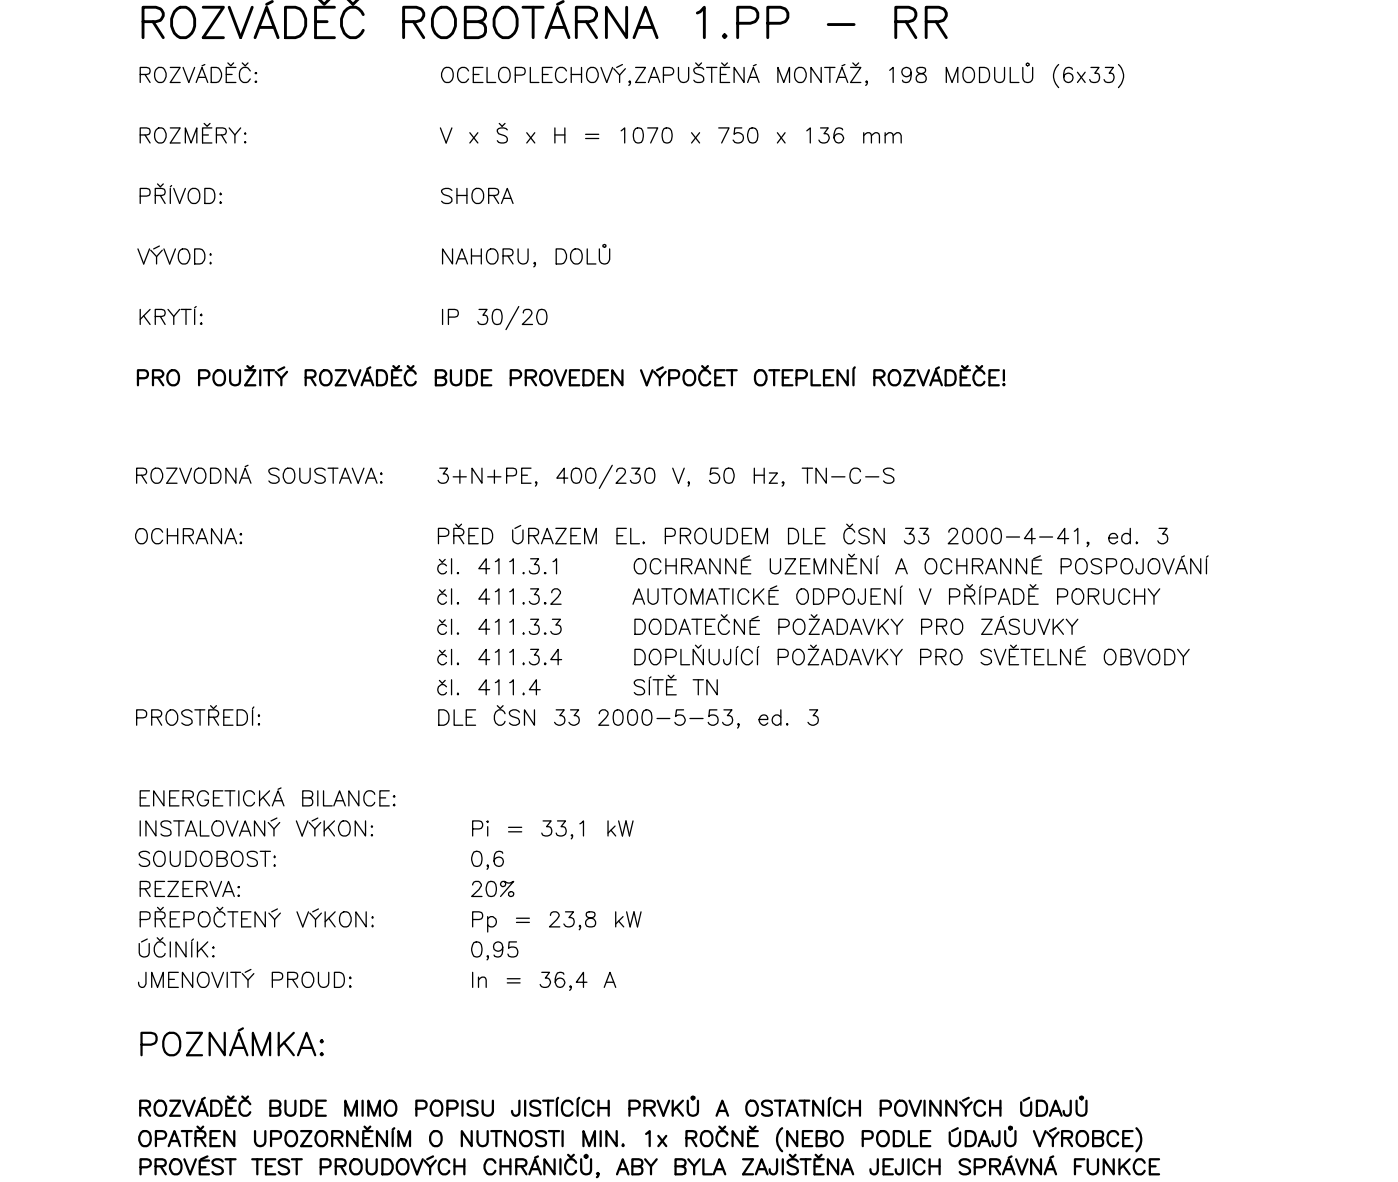 ROZVÁDĚČ ROBOTÁRNA 1.PP – RR
ROZVÁDĚČ: OCELOPLECHOVÝ,ZAPUŠTĚNÁ MONTÁŽ, 198 MODULŮ (6x33)
ROZMĚRY: V x Š x H = 1070 x 750 x 136 mm
PŘÍVOD: SHORA
VÝVOD: NAHORU, DOLŮ
KRYTÍ: IP 30/20
PRO POUŽITÝ ROZVÁDĚČ BUDE PROVEDEN VÝPOČET OTEPLENÍ ROZVÁDĚČE!
ROZVODNÁ SOUSTAVA: 3+N+PE, 400/230 V, 50 Hz, TN–C–S
OCHRANA: PŘED ÚRAZEM EL. PROUDEM DLE ČSN 33 2000–4–41, ed. 3
čl. 411.3.1 OCHRANNÉ UZEMNĚNÍ A OCHRANNÉ POSPOJOVÁNÍ
čl. 411.3.2 AUTOMATICKÉ ODPOJENÍ V PŘÍPADĚ PORUCHY
čl. 411.3.3 DODATEČNÉ POŽADAVKY PRO ZÁSUVKY
čl. 411.3.4 DOPLŇUJÍCÍ POŽADAVKY PRO SVĚTELNÉ OBVODY
čl. 411.4 SÍTĚ TN
PROSTŘEDÍ: DLE ČSN 33 2000–5–53, ed. 3
ENERGETICKÁ BILANCE:
INSTALOVANÝ VÝKON: Pi = 33,1 kW
SOUDOBOST: 0,6
REZERVA: 20%
PŘEPOČTENÝ VÝKON: Pp = 23,8 kW
ÚČINÍK: 0,95
JMENOVITÝ PROUD: In = 36,4 A
POZNÁMKA:
ROZVÁDĚČ BUDE MIMO POPISU JISTÍCÍCH PRVKŮ A OSTATNÍCH POVINNÝCH ÚDAJŮ
OPATŘEN UPOZORNĚNÍM O NUTNOSTI MIN. 1x ROČNĚ (NEBO PODLE ÚDAJŮ VÝROBCE)
PROVÉST TEST PROUDOVÝCH CHRÁNIČŮ, ABY BYLA ZAJIŠTĚNA JEJICH SPRÁVNÁ FUNKCE